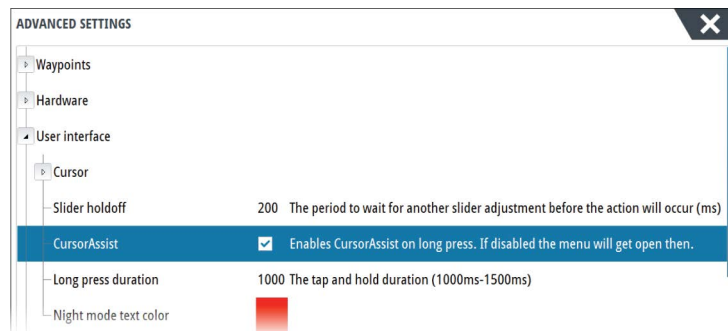 ADVANCED SETTINGS
Waypoints
Hardware
User interface
Cursor
Slider holdoff 200 The period to wait for another slider adjustment before the action will occur (ms)
CursorAssist Enables CursorAssist on long press. If disabled the menu will get open then.
Long press duration 1000 The tap and hold duration (1000ms-1500ms)
Night mode text color